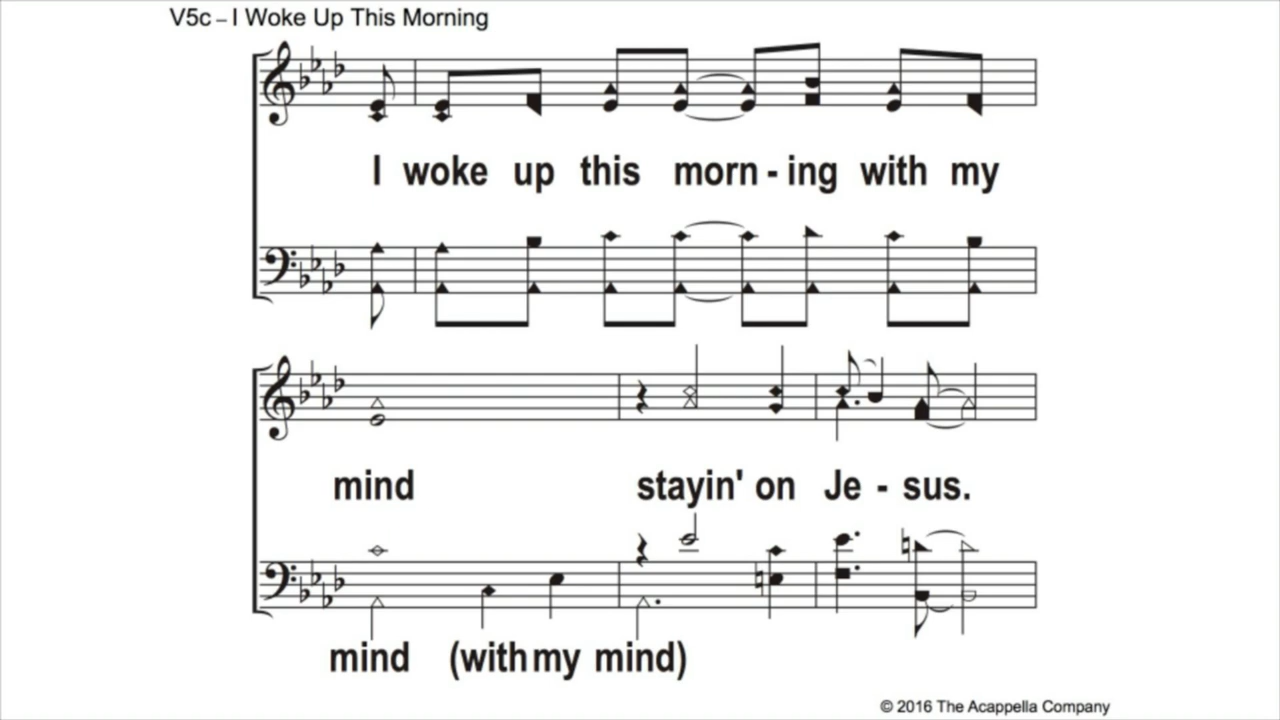 V5c – I Woke Up This Morning
I woke up this morn - ing with my
mind stayin' on Je - sus.
mind (with my mind)
© 2016 The Acappella Company